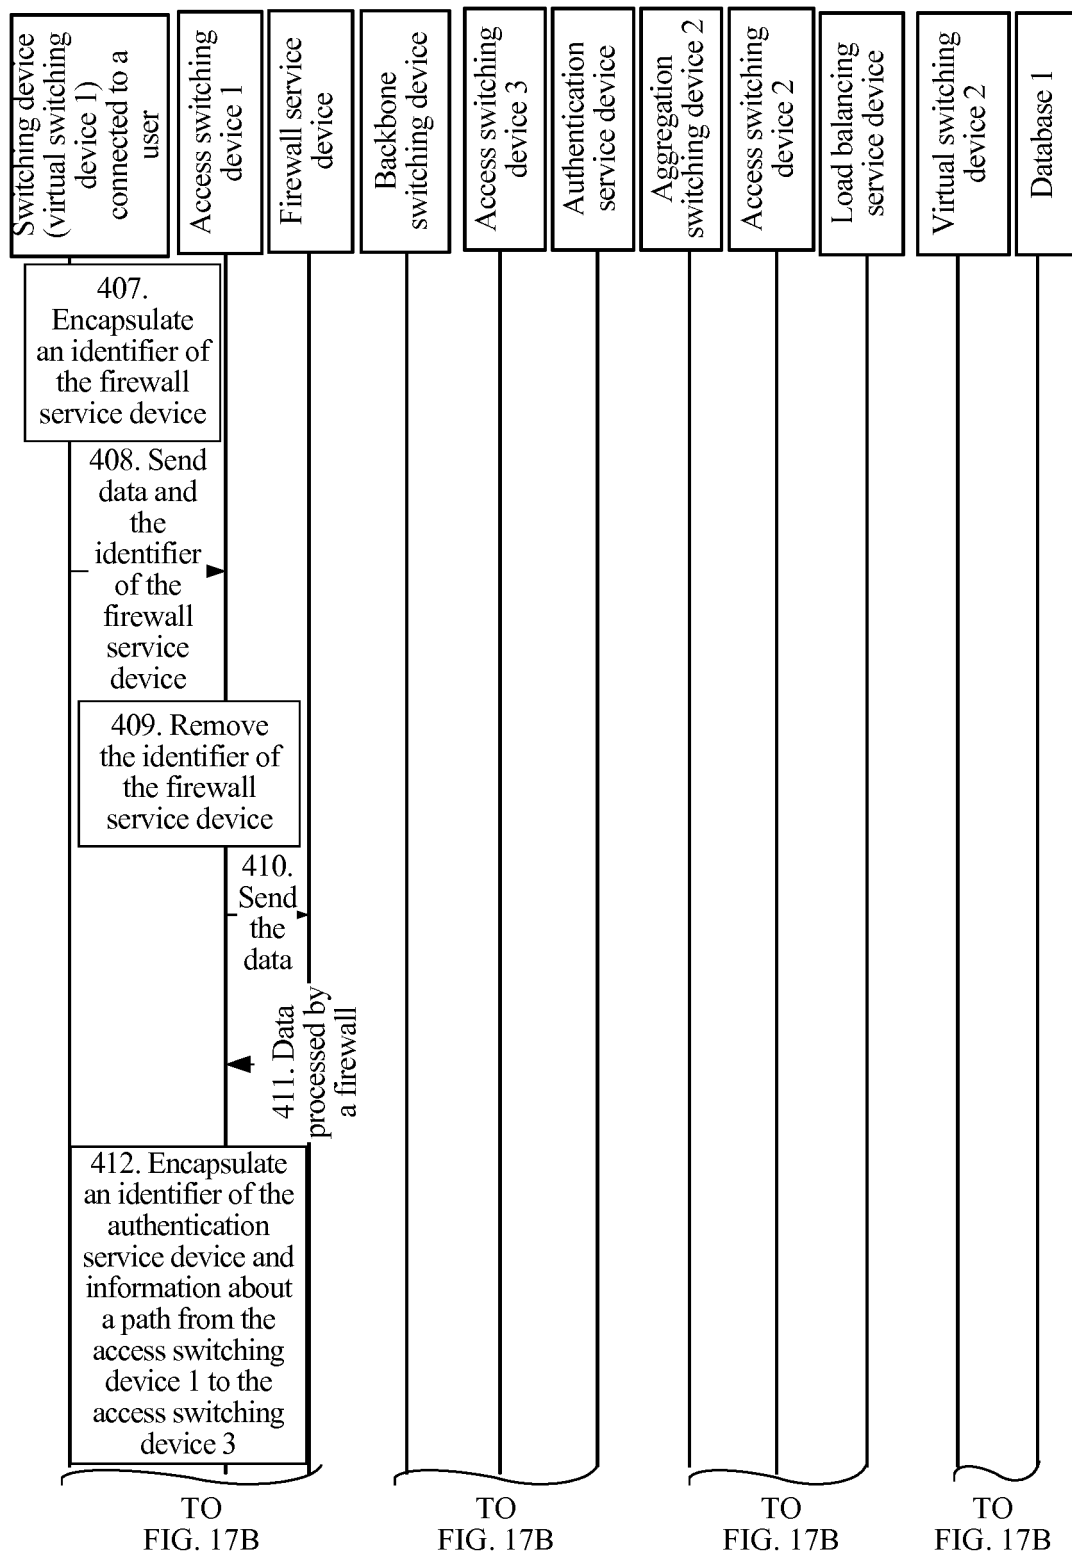 Switching device
(virtual switching
device 1)
connected to a
user
Access switching
device 1
Firewall service
device
Backbone
switching device
Access switching
device 3
Authentication
service device
Aggregation
switching device 2
Access switching
device 2
Load balancing
service device
Virtual switching
device 2
Database 1
407.
Encapsulate
an identifier of
the firewall
service device
408. Send
data and
the
identifier
of the
firewall
service
device
409. Remove
the identifier of
the firewall
service device
410.
Send
the
data
411. Data
processed by
a firewall
412. Encapsulate
an identifier of the
authentication
service device and
information about
a path from the
access switching
device 1 to the
access switching
device 3
TO
FIG. 17B
TO
FIG. 17B
TO
FIG. 17B
TO
FIG. 17B